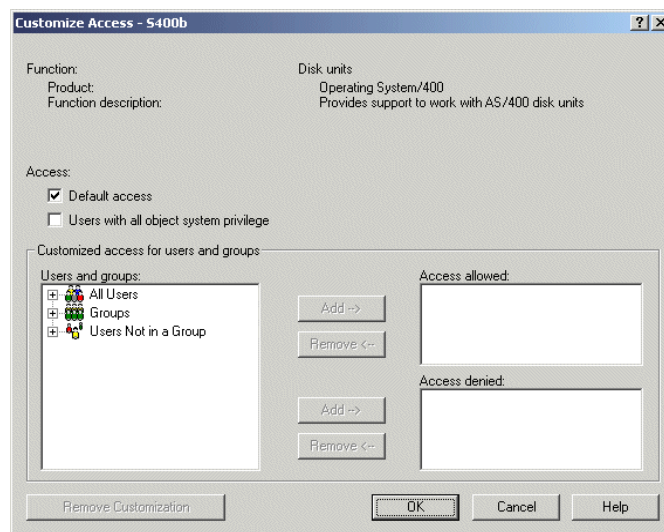 Customize Access - S400b
Function: Disk units
Product: Operating System/400
Function description: Provides support to work with AS/400 disk units
Access:
Default access
Users with all object system privilege
Customized access for users and groups
Users and groups:
All Users
Groups
Users Not in a Group
Add -->
Remove <--
Add -->
Remove <--
Access allowed:
Access denied:
Remove Customization
OK
Cancel
Help